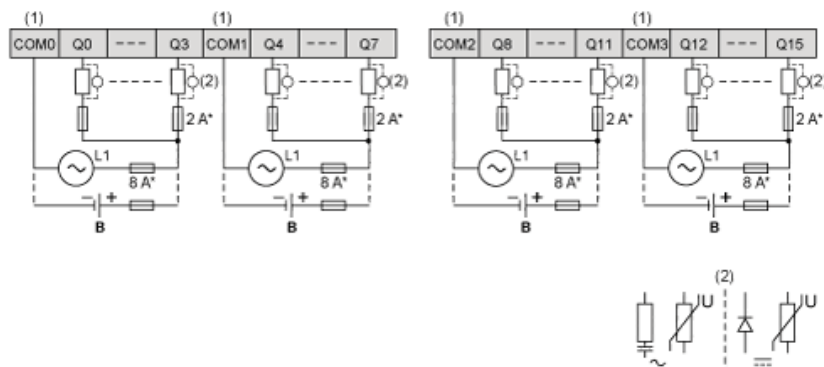 (1) (1) (1) (1)
COM0 Q0 --- Q3 COM1 Q4 --- Q7 COM2 Q8 --- Q11 COM3 Q12 --- Q15
(2) (2) (2) (2)
2 A* 2 A* 2 A* 2 A*
L1 L1 L1 L1
8 A* 8 A* 8 A* 8 A*
− + − + − + − +
B B B B
(2)
U U